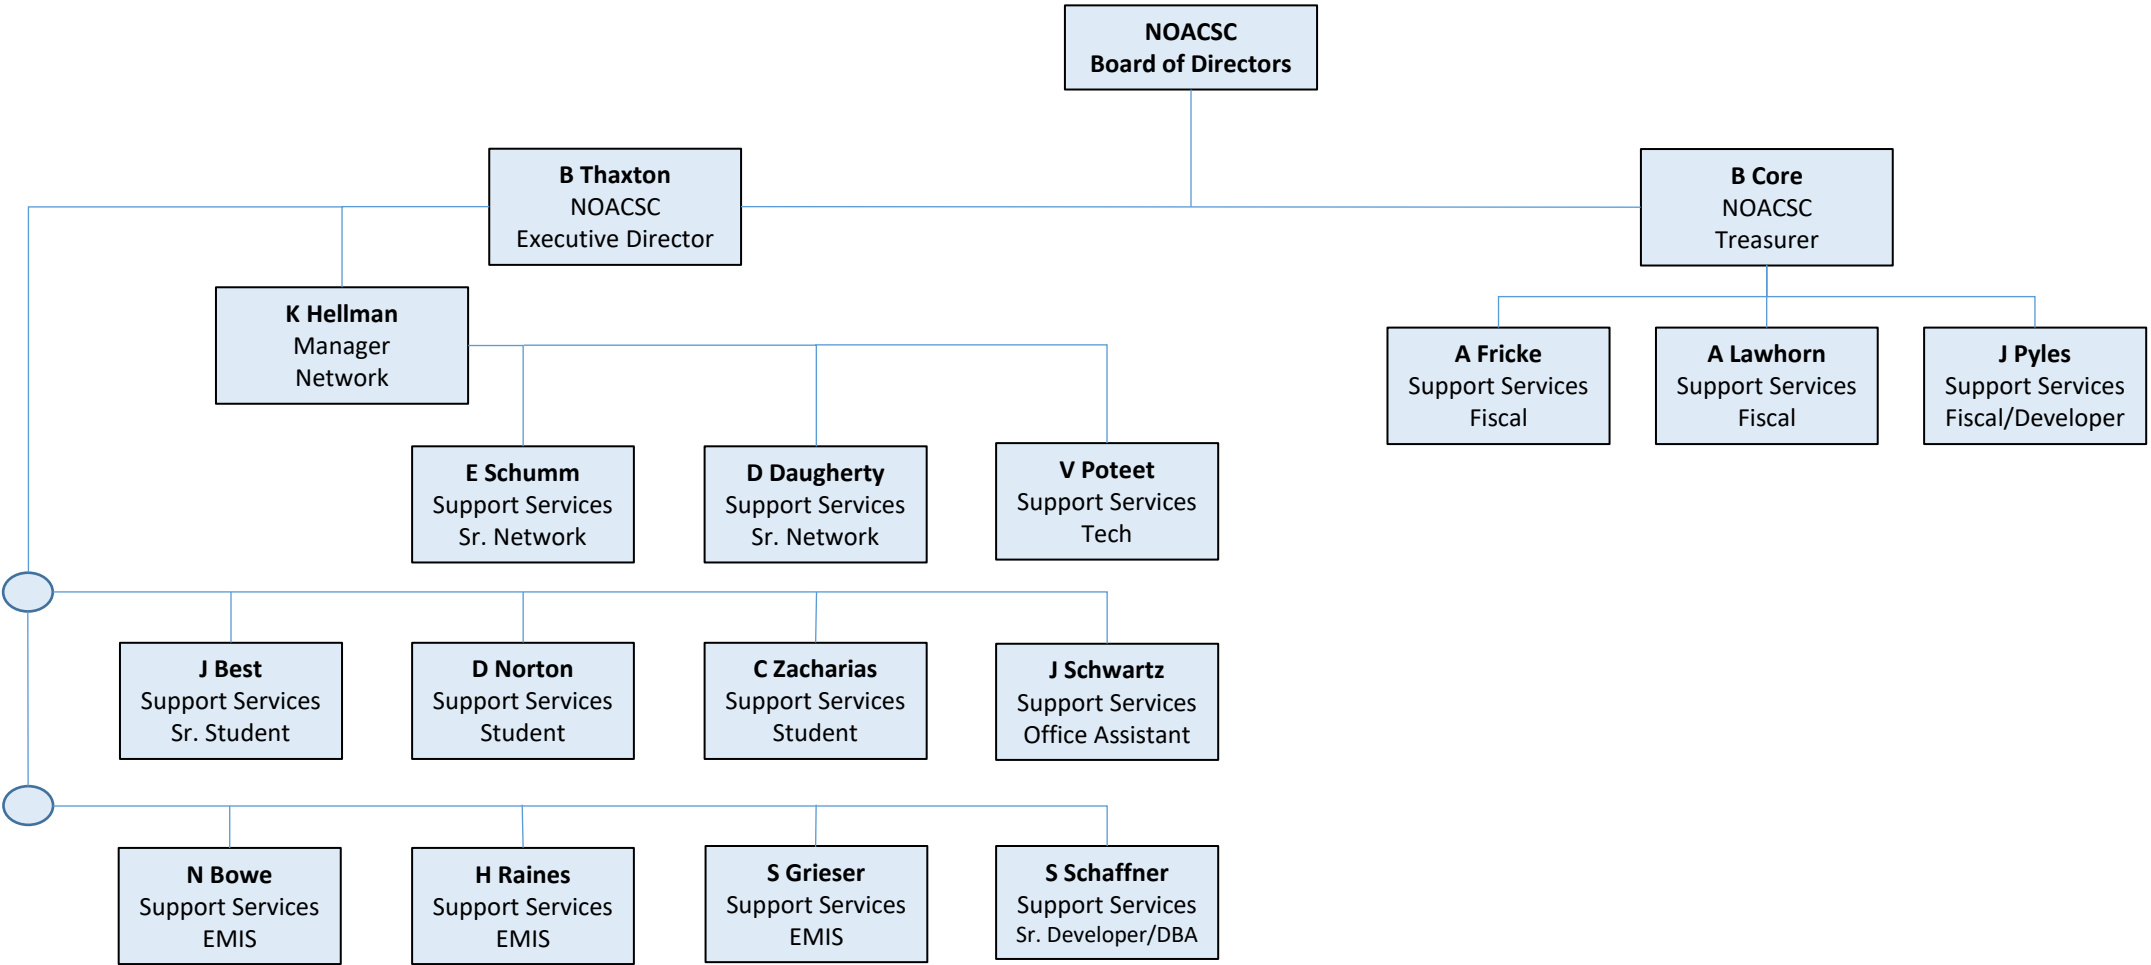 NOACSC
Board of Directors
B Thaxton
NOACSC
Executive Director
B Core
NOACSC
Treasurer
K Hellman
Manager
Network
A Fricke
Support Services
Fiscal
A Lawhorn
Support Services
Fiscal
J Pyles
Support Services
Fiscal/Developer
E Schumm
Support Services
Sr. Network
D Daugherty
Support Services
Sr. Network
V Poteet
Support Services
Tech
J Best
Support Services
Sr. Student
D Norton
Support Services
Student
C Zacharias
Support Services
Student
J Schwartz
Support Services
Office Assistant
N Bowe
Support Services
EMIS
H Raines
Support Services
EMIS
S Grieser
Support Services
EMIS
S Schaffner
Support Services
Sr. Developer/DBA